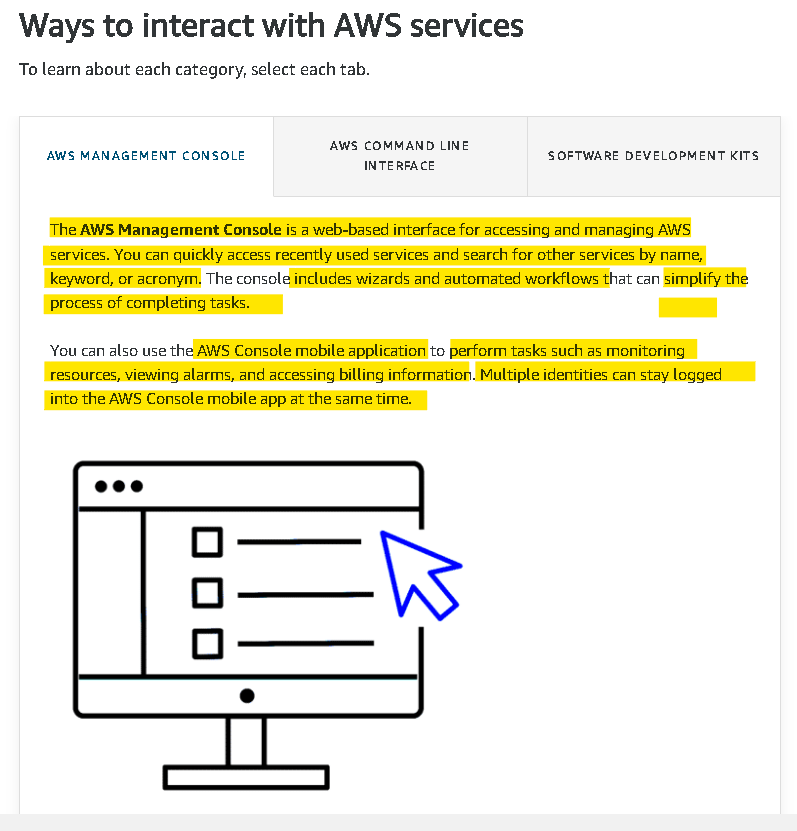 Ways to interact with AWS services
To learn about each category, select each tab.
AWS MANAGEMENT CONSOLE
AWS COMMAND LINE
INTERFACE
SOFTWARE DEVELOPMENT KITS
The AWS Management Console is a web-based interface for accessing and managing AWS
services. You can quickly access recently used services and search for other services by name,
keyword, or acronym. The console includes wizards and automated workflows that can simplify the
process of completing tasks.
You can also use the AWS Console mobile application to perform tasks such as monitoring
resources, viewing alarms, and accessing billing information. Multiple identities can stay logged
into the AWS Console mobile app at the same time.